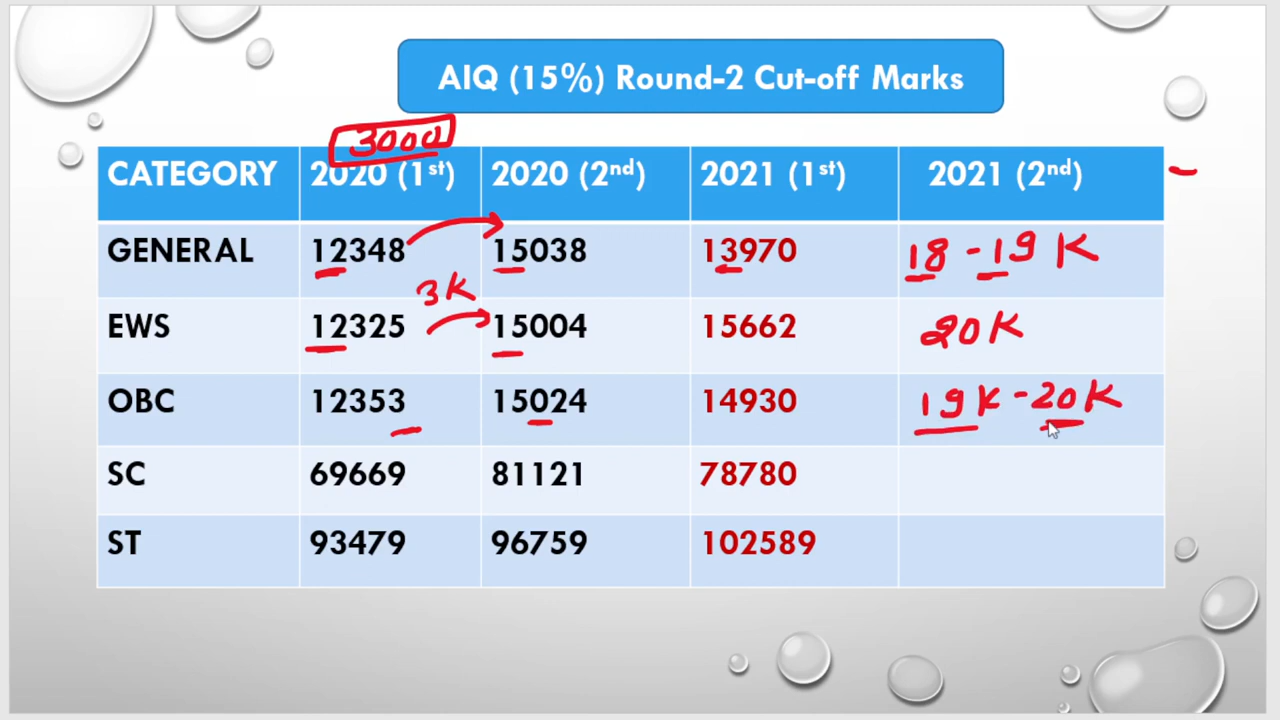 AIQ (15%) Round-2 Cut-off Marks
3000
CATEGORY 2020 (1st) 2020 (2nd) 2021 (1st) 2021 (2nd)
GENERAL 12348 15038 13970 18 - 19 K
3K
EWS 12325 15004 15662 20K
OBC 12353 15024 14930 19K - 20K
SC 69669 81121 78780
ST 93479 96759 102589